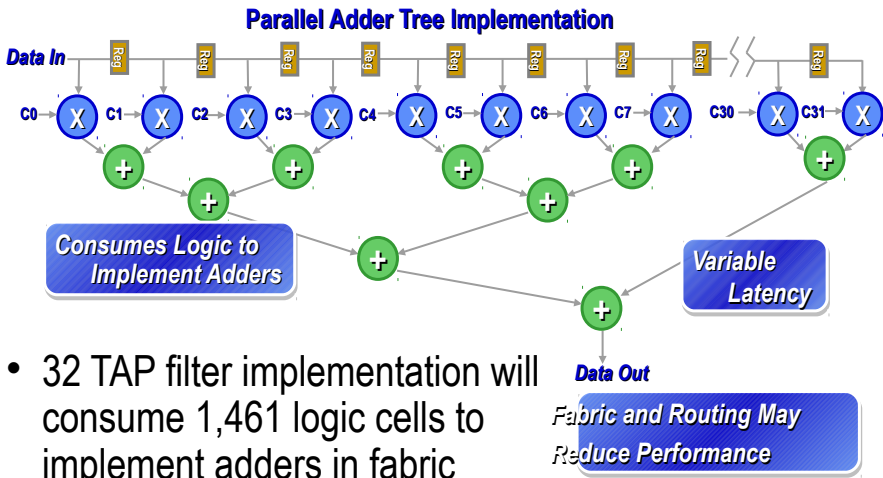 Parallel Adder Tree Implementation
Data In
Reg Reg Reg Reg Reg Reg Reg Reg Reg
C0 X C1 X C2 X C3 X C4 X C5 X C6 X C7 X C30 X C31 X
+ + + + +
+ +
Consumes Logic to
Implement Adders
+
Variable
Latency
+
Data Out
• 32 TAP filter implementation will
consume 1,461 logic cells to
implement adders in fabric
Fabric and Routing May
Reduce Performance